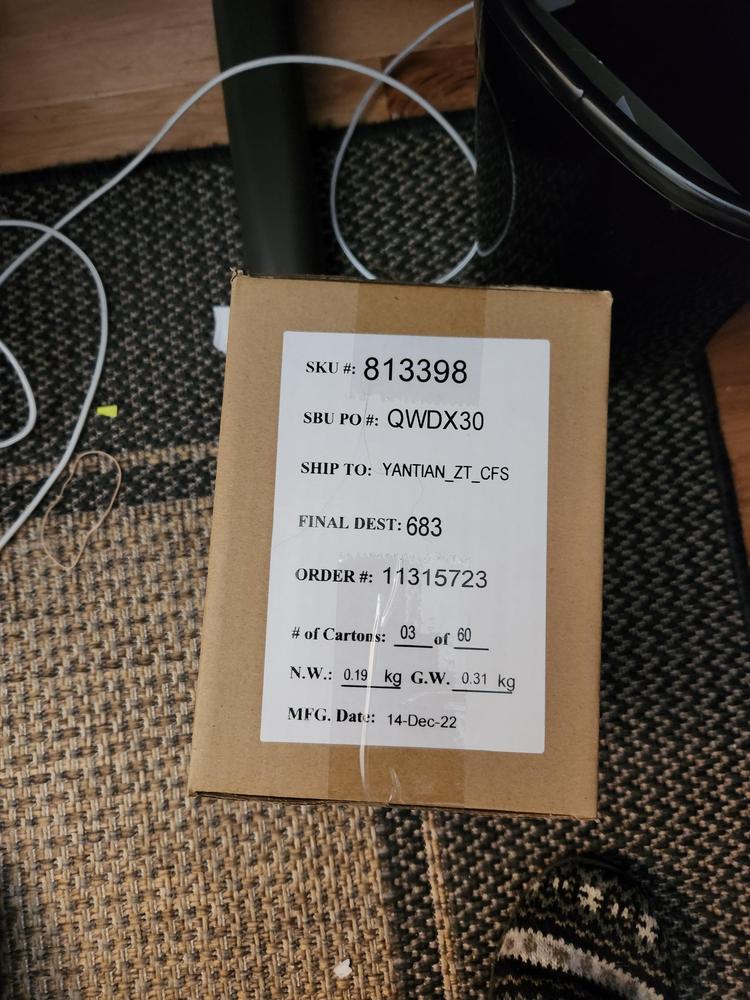 SKU #: 813398
SBU PO #: QWDX30
SHIP TO: YANTIAN_ZT_CFS
FINAL DEST: 683
ORDER #: 11315723
# of Cartons: 03 of 60
N.W.: 0.19 kg G.W. 0.31 kg
MFG. Date: 14-Dec-22